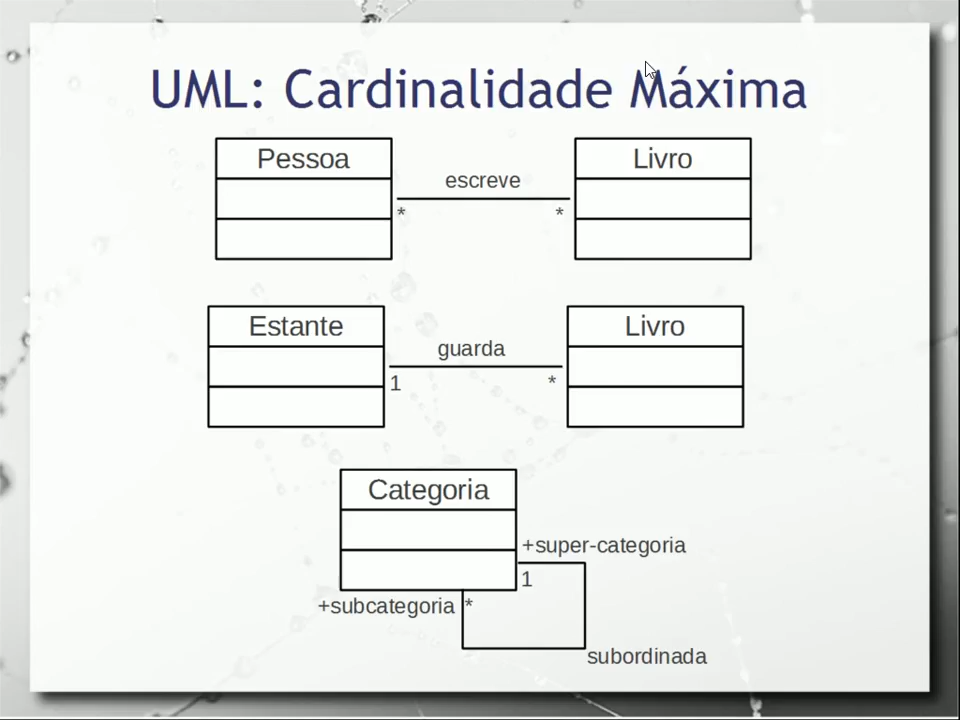 UML: Cardinalidade Máxima
Pessoa
escreve
Livro
*
*
Estante
guarda
Livro
1
*
Categoria
+super-categoria
1
+subcategoria
*
subordinada